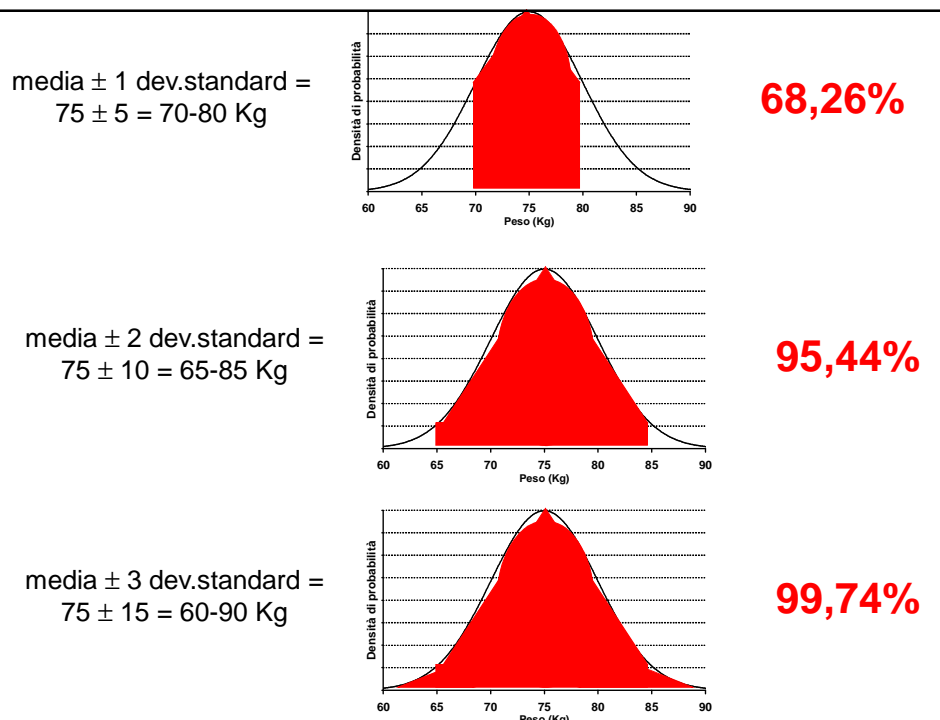 media ± 1 dev.standard =
75 ± 5 = 70-80 Kg
Densità di probabilità
60 65 70 75 80 85 90
Peso (Kg)
68,26%
media ± 2 dev.standard =
75 ± 10 = 65-85 Kg
Densità di probabilità
60 65 70 75 80 85 90
Peso (Kg)
95,44%
media ± 3 dev.standard =
75 ± 15 = 60-90 Kg
Densità di probabilità
60 65 70 75 80 85 90
Peso (Kg)
99,74%